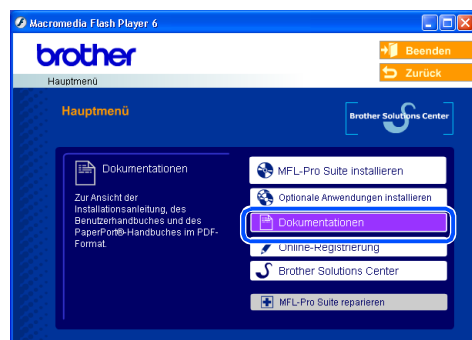 Macromedia Flash Player 6
brother
Beenden
Zurück
Hauptmenü
Hauptmenü
Brother Solutions Center
Dokumentationen
Zur Ansicht der
Installationsanleitung, des
Benutzerhandbuches und des
PaperPort®-Handbuches im PDF-
Format.
MFL-Pro Suite installieren
Optionale Anwendungen installieren
Dokumentationen
Online-Registrierung
Brother Solutions Center
MFL-Pro Suite reparieren